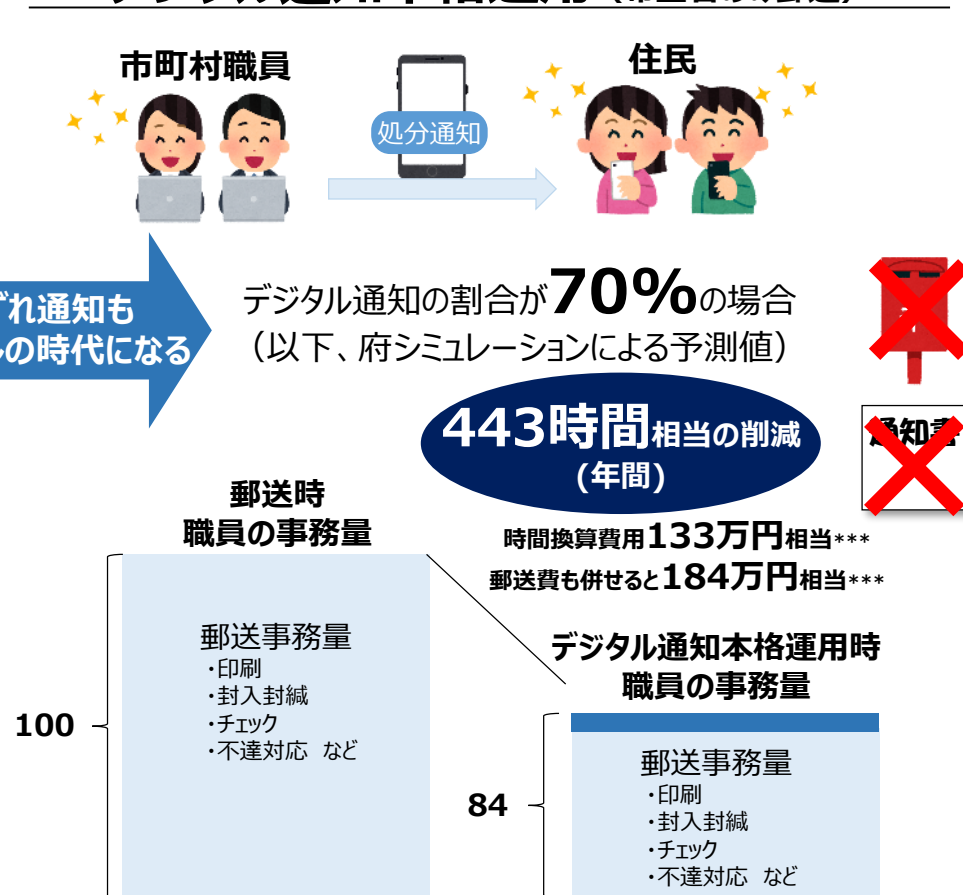 市町村職員
住民
処分通知
通知も
の時代になる
デジタル通知の割合が70%の場合
(以下、府シミュレーションによる予測値)
443時間相当の削減
(年間)
通知書
郵送時
職員の事務量
時間換算費用133万円相当***
郵送費も併せると184万円相当***
郵送事務量
・印刷
・封入封緘
・チェック
・不達対応 など
100
デジタル通知本格運用時
職員の事務量
郵送事務量
・印刷
・封入封緘
・チェック
・不達対応 など
84